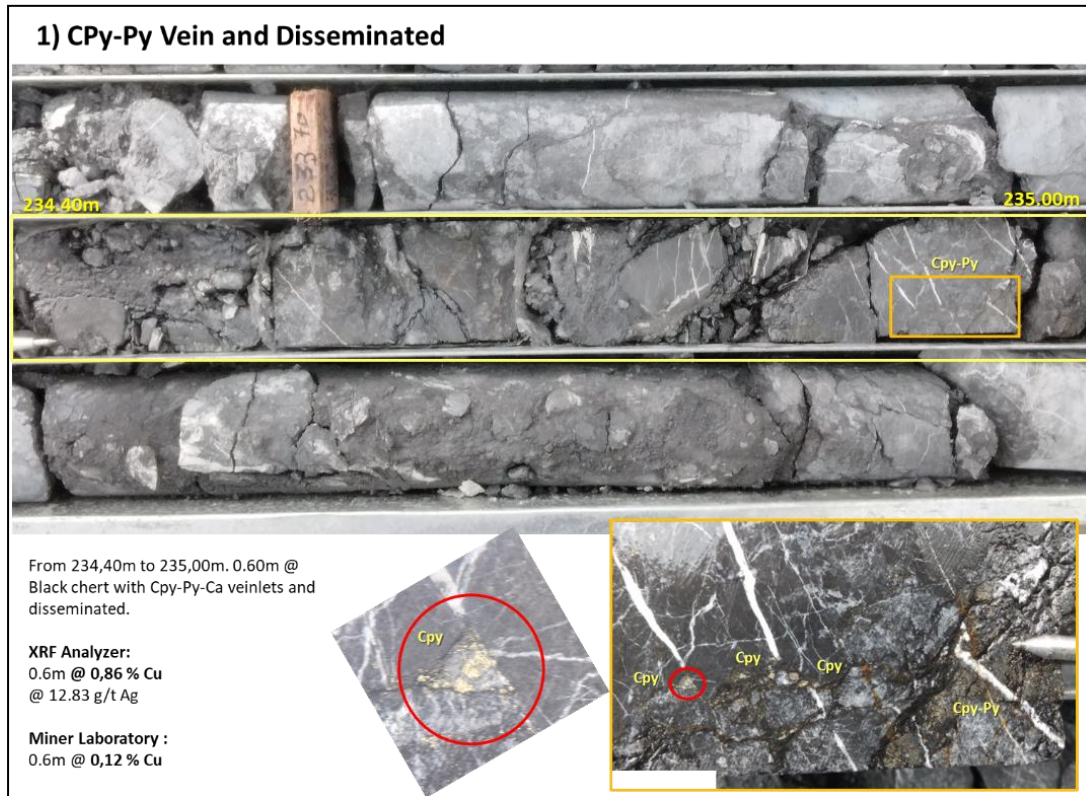 1) CPy-Py Vein and Disseminated
233 70
234.40m
235.00m
Cpy-Py
From 234,40m to 235,00m. 0.60m @
Black chert with Cpy-Py-Ca veinlets and
disseminated.
XRF Analyzer:
0.6m @ 0,86 % Cu
@ 12.83 g/t Ag
Miner Laboratory :
0.6m @ 0,12 % Cu
Cpy
Cpy
Cpy
Cpy
Cpy-Py